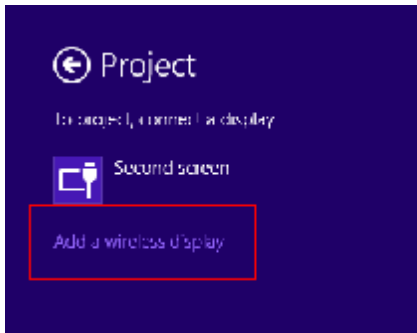 Project
To project, connect a display
Second screen
Add a wireless display